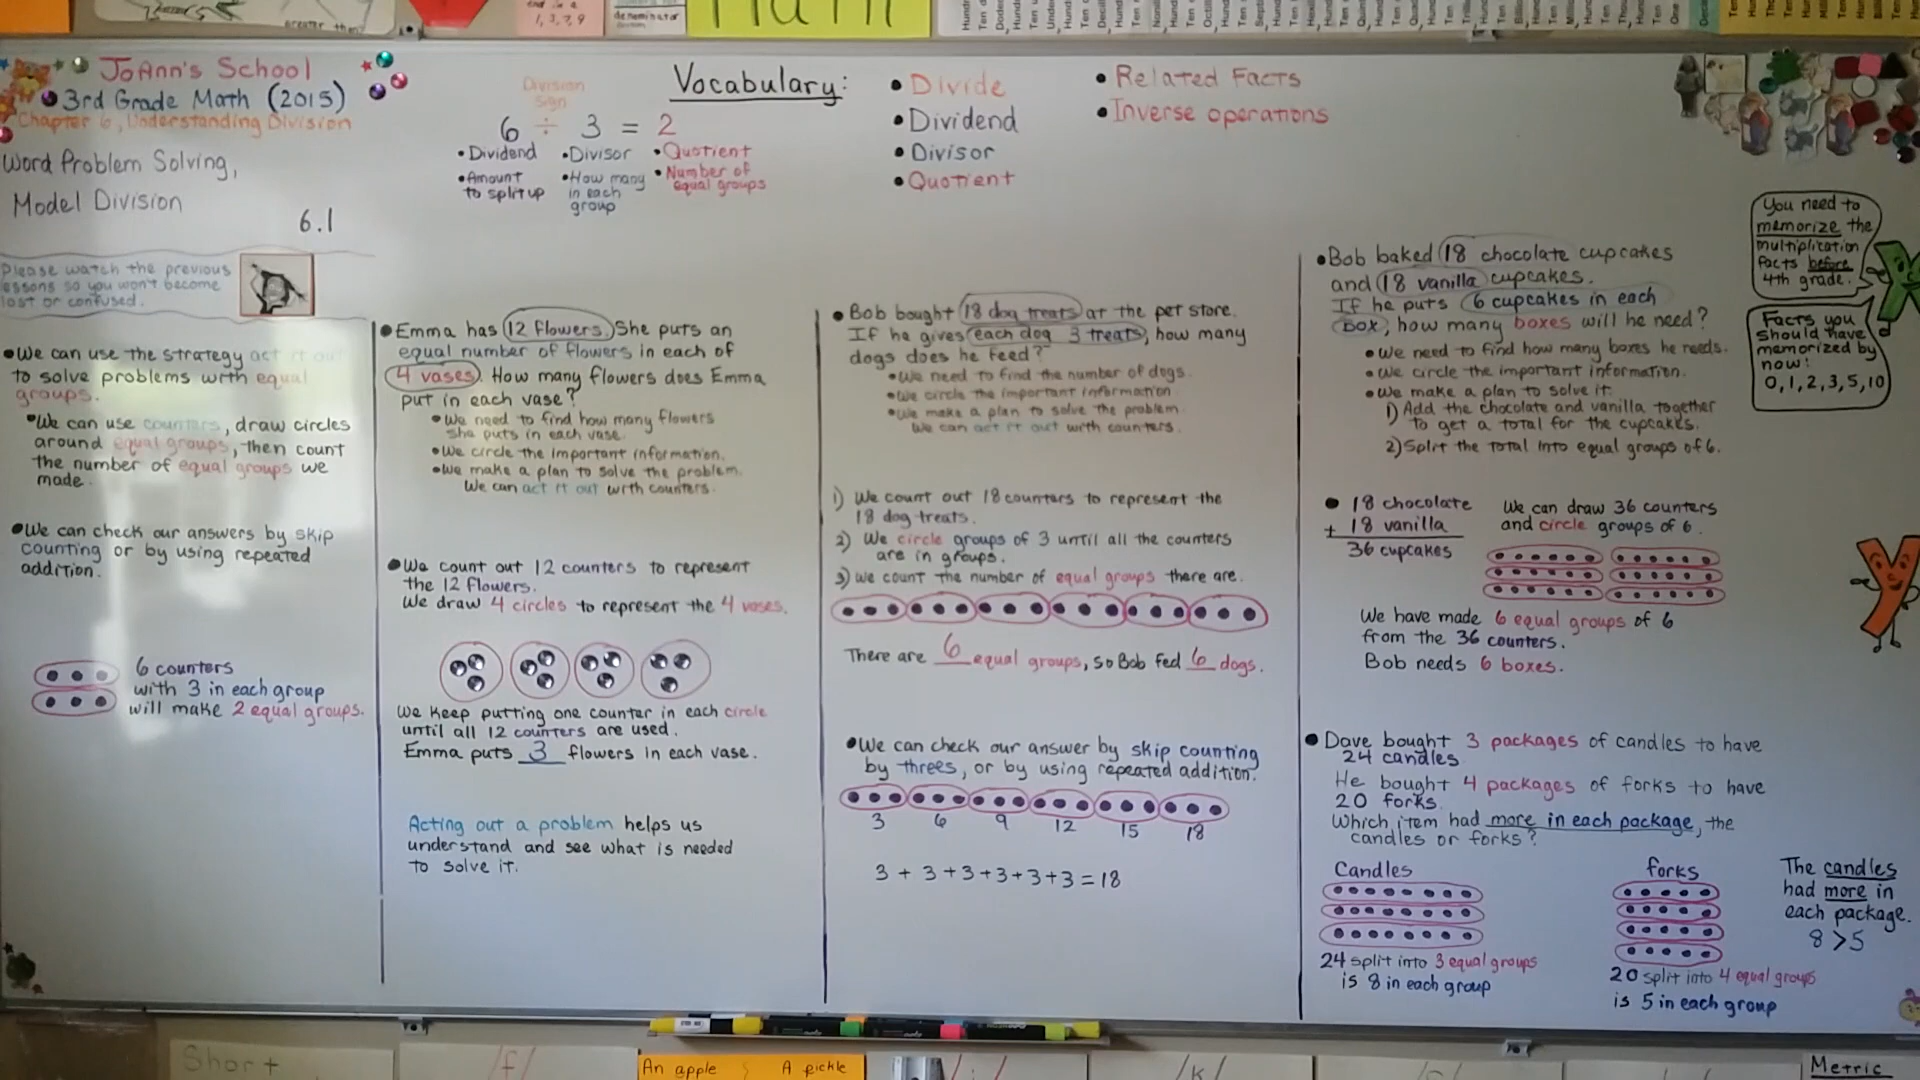 greater than?
end in a
1, 3, 7, 9
denominator
Math
JoAnn's School
3rd Grade Math (2015)
Chapter 6, Understanding Division
Word Problem Solving,
Model Division
6.1
Please watch the previous
lessons so you won't become
lost or confused.
•We can use the strategy act it out
to solve problems with equal
groups.
•We can use counters, draw circles
around equal groups, then count
the number of equal groups we
made.
•We can check our answers by skip
counting or by using repeated
addition.
6 counters
with 3 in each group
will make 2 equal groups.
Division
Sign
6 ÷ 3 = 2
•Dividend •Divisor •Quotient
•Amount
to split up
•How many
in each
group
•Number of
equal groups
Vocabulary:
• Divide
• Dividend
• Divisor
• Quotient
• Related Facts
• Inverse operations
•Emma has 12 flowers. She puts an
equal number of flowers in each of
4 vases. How many flowers does Emma
put in each vase?
•We need to find how many flowers
she puts in each vase.
•We circle the important information.
•We make a plan to solve the problem.
We can act it out with counters.
•We count out 12 counters to represent
the 12 flowers.
We draw 4 circles to represent the 4 vases.
We keep putting one counter in each circle
until all 12 counters are used.
Emma puts 3 flowers in each vase.
Acting out a problem helps us
understand and see what is needed
to solve it.
• Bob bought 18 dog treats at the pet store.
If he gives each dog 3 treats, how many
dogs does he feed?
•We need to find the number of dogs.
•We circle the important information.
•We make a plan to solve the problem.
We can act it out with counters.
1) We count out 18 counters to represent the
18 dog treats.
2) We circle groups of 3 until all the counters
are in groups.
3) We count the number of equal groups there are.
There are 6 equal groups, so Bob fed 6 dogs.
•We can check our answer by skip counting
by threes, or by using repeated addition.
3 6 9 12 15 18
3 + 3 + 3 + 3 + 3 + 3 = 18
•Bob baked 18 chocolate cupcakes
and 18 vanilla cupcakes.
If he puts 6 cupcakes in each
box, how many boxes will he need?
•We need to find how many boxes he needs.
•We circle the important information.
•We make a plan to solve it.
1) Add the chocolate and vanilla together
to get a total for the cupcakes.
2) Split the total into equal groups of 6.
• 18 chocolate
+ 18 vanilla
36 cupcakes
We can draw 36 counters
and circle groups of 6.
We have made 6 equal groups of 6
from the 36 counters.
Bob needs 6 boxes.
• Dave bought 3 packages of candles to have
24 candles
He bought 4 packages of forks to have
20 forks.
Which item had more in each package, the
candles or forks?
Candles
24 split into 3 equal groups
is 8 in each group
forks
20 split into 4 equal groups
is 5 in each group
The candles
had more in
each package.
8 > 5
You need to
memorize the
multiplication
facts before
4th grade.
Facts you
should have
memorized by
now!
0, 1, 2, 3, 5, 10
Short
/f/
An apple
A pickle
/k/
Metric